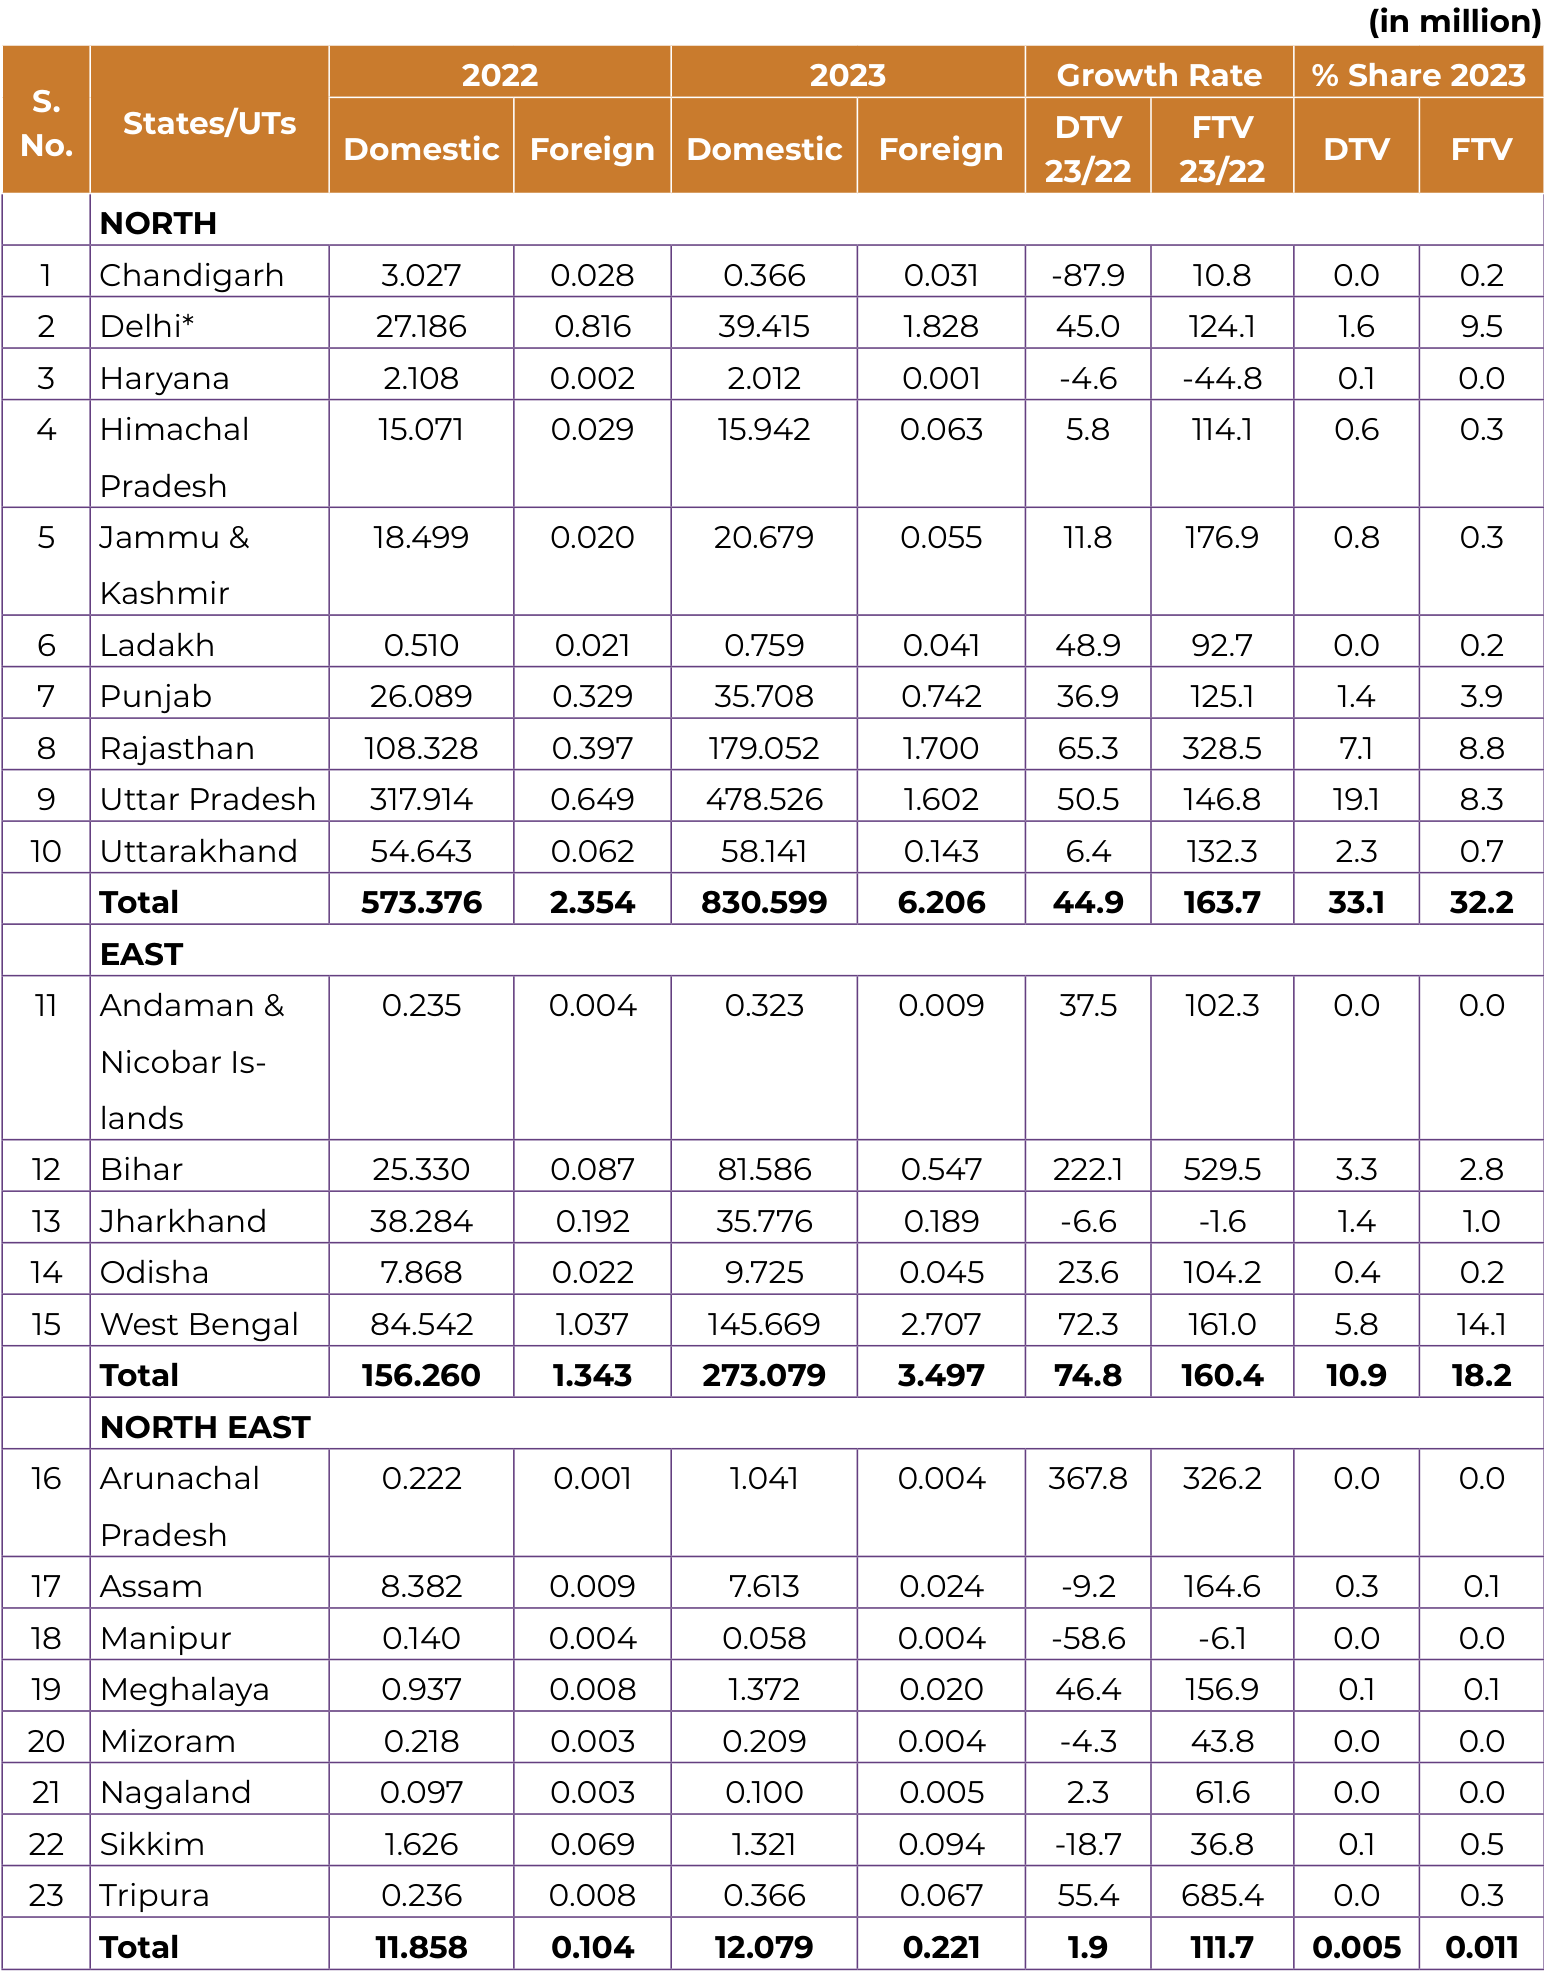 (in million)
S. No. States/UTs 2022 2023 Growth Rate % Share 2023
Domestic Foreign Domestic Foreign DTV 23/22 FTV 23/22 DTV FTV
NORTH
1 Chandigarh 3.027 0.028 0.366 0.031 -87.9 10.8 0.0 0.2
2 Delhi* 27.186 0.816 39.415 1.828 45.0 124.1 1.6 9.5
3 Haryana 2.108 0.002 2.012 0.001 -4.6 -44.8 0.1 0.0
4 Himachal 15.071 0.029 15.942 0.063 5.8 114.1 0.6 0.3
Pradesh
5 Jammu & 18.499 0.020 20.679 0.055 11.8 176.9 0.8 0.3
Kashmir
6 Ladakh 0.510 0.021 0.759 0.041 48.9 92.7 0.0 0.2
7 Punjab 26.089 0.329 35.708 0.742 36.9 125.1 1.4 3.9
8 Rajasthan 108.328 0.397 179.052 1.700 65.3 328.5 7.1 8.8
9 Uttar Pradesh 317.914 0.649 478.526 1.602 50.5 146.8 19.1 8.3
10 Uttarakhand 54.643 0.062 58.141 0.143 6.4 132.3 2.3 0.7
Total 573.376 2.354 830.599 6.206 44.9 163.7 33.1 32.2
EAST
11 Andaman & 0.235 0.004 0.323 0.009 37.5 102.3 0.0 0.0
Nicobar Is-
lands
12 Bihar 25.330 0.087 81.586 0.547 222.1 529.5 3.3 2.8
13 Jharkhand 38.284 0.192 35.776 0.189 -6.6 -1.6 1.4 1.0
14 Odisha 7.868 0.022 9.725 0.045 23.6 104.2 0.4 0.2
15 West Bengal 84.542 1.037 145.669 2.707 72.3 161.0 5.8 14.1
Total 156.260 1.343 273.079 3.497 74.8 160.4 10.9 18.2
NORTH EAST
16 Arunachal 0.222 0.001 1.041 0.004 367.8 326.2 0.0 0.0
Pradesh
17 Assam 8.382 0.009 7.613 0.024 -9.2 164.6 0.3 0.1
18 Manipur 0.140 0.004 0.058 0.004 -58.6 -6.1 0.0 0.0
19 Meghalaya 0.937 0.008 1.372 0.020 46.4 156.9 0.1 0.1
20 Mizoram 0.218 0.003 0.209 0.004 -4.3 43.8 0.0 0.0
21 Nagaland 0.097 0.003 0.100 0.005 2.3 61.6 0.0 0.0
22 Sikkim 1.626 0.069 1.321 0.094 -18.7 36.8 0.1 0.5
23 Tripura 0.236 0.008 0.366 0.067 55.4 685.4 0.0 0.3
Total 11.858 0.104 12.079 0.221 1.9 111.7 0.005 0.011